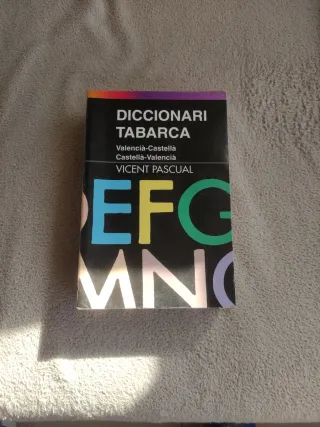 DICCIONARI
TABARCA
Valencià-Castellà
Castellà-Valencià
VICENT PASCUAL
DEFG
MNO